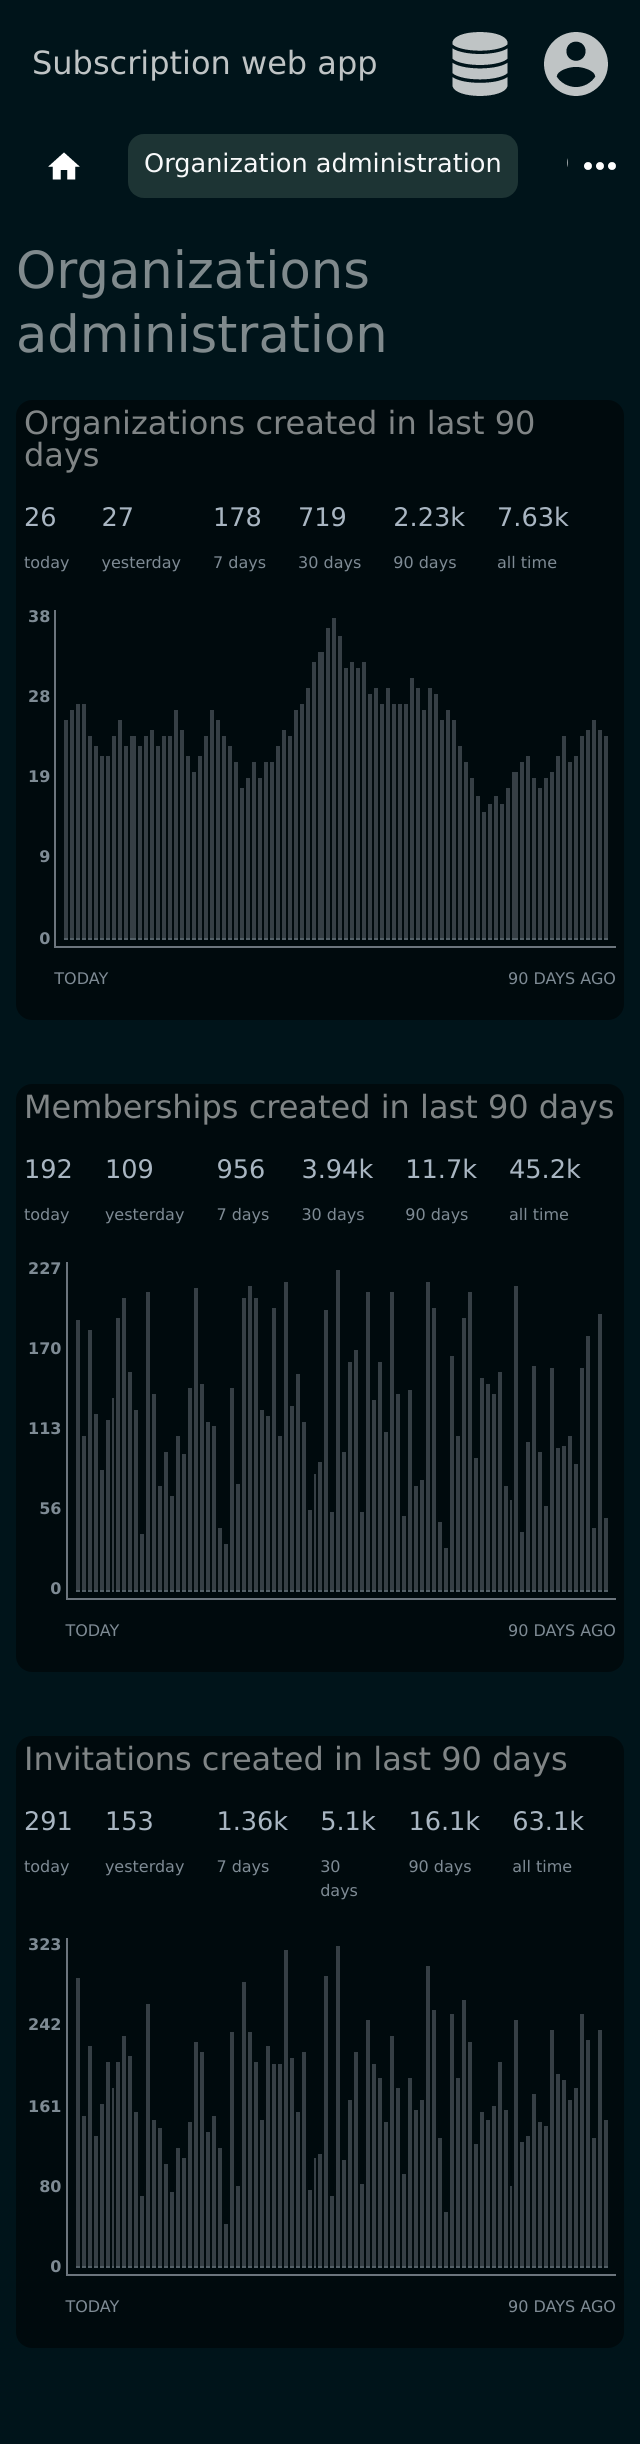 Subscription web app
Organization administration
Organizations
administration
Organizations created in last 90
days
26 27 178 719 2.23k 7.63k
today yesterday 7 days 30 days 90 days all time
38
28
19
9
0
TODAY 90 DAYS AGO
Memberships created in last 90 days
192 109 956 3.94k 11.7k 45.2k
today yesterday 7 days 30 days 90 days all time
227
170
113
56
0
TODAY 90 DAYS AGO
Invitations created in last 90 days
291 153 1.36k 5.1k 16.1k 63.1k
today yesterday 7 days 30 90 days all time
days
323
242
161
80
0
TODAY 90 DAYS AGO